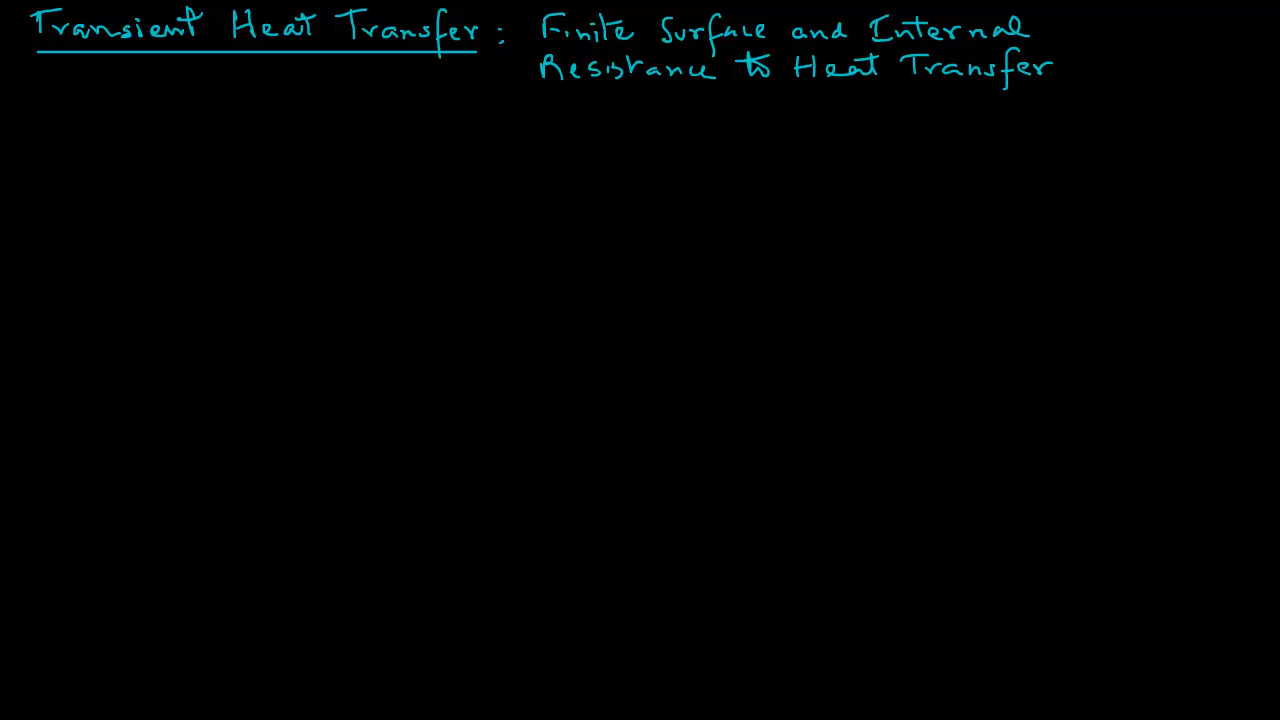 Transient Heat Transfer : Finite Surface and Internal
Resistance to Heat Transfer